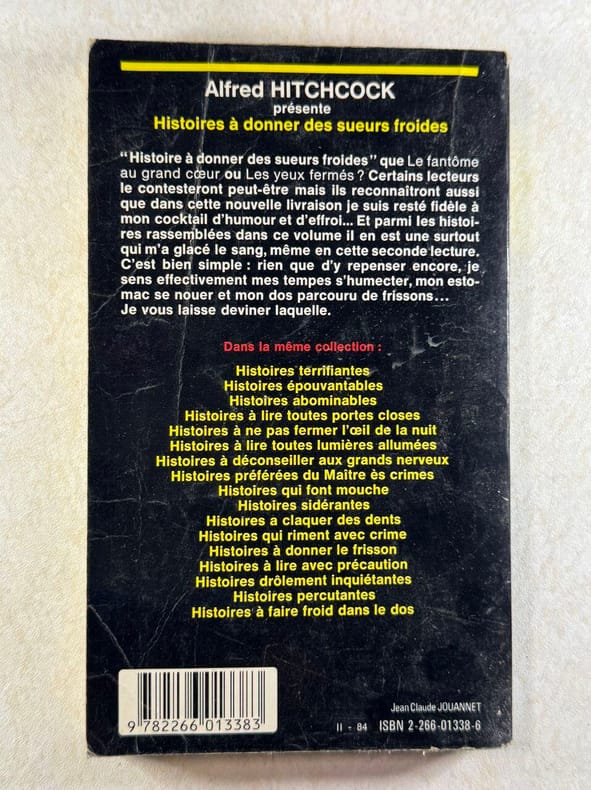 Alfred HITCHCOCK
présente
Histoires à donner des sueurs froides
“Histoire à donner des sueurs froides” que Le fantôme
au grand cœur ou Les yeux fermés ? Certains lecteurs
le contesteront peut-être mais ils reconnaîtront aussi
que dans cette nouvelle livraison je suis resté fidèle à
mon cocktail d’humour et d’effroi... Et parmi les histoi-
res rassemblées dans ce volume il en est une surtout
qui m’a glacé le sang, même en cette seconde lecture.
C’est bien simple : rien que d’y repenser encore, je
sens effectivement mes tempes s’humecter, mon esto-
mac se nouer et mon dos parcouru de frissons...
Je vous laisse deviner laquelle.
Dans la même collection :
Histoires terrifiantes
Histoires épouvantables
Histoires abominables
Histoires à lire toutes portes closes
Histoires à ne pas fermer l’œil de la nuit
Histoires à lire toutes lumières allumées
Histoires à déconseiller aux grands nerveux
Histoires préférées du Maître ès crimes
Histoires qui font mouche
Histoires sidérantes
Histoires a claquer des dents
Histoires qui riment avec crime
Histoires à donner le frisson
Histoires à lire avec précaution
Histoires drôlement inquiétantes
Histoires percutantes
Histoires à faire froid dans le dos
Jean Claude JOUANNET
9 782266 013383
II - 84 ISBN 2-266-01338-6